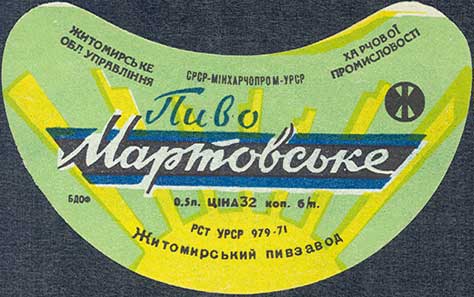 ЖИТОМИРСЬКЕ
ОБЛ УПРАВЛІННЯ
ХАРЧОВОЇ
ПРОМИСЛОВОСТІ
СРСР-МІНХАРЧОПРОМ-УРСР
Ж
Пиво
Мартовське
БДОФ
0,5л. ЦІНА 32 коп. б/п.
РСТ УРСР 979-71
Житомирський пивзавод